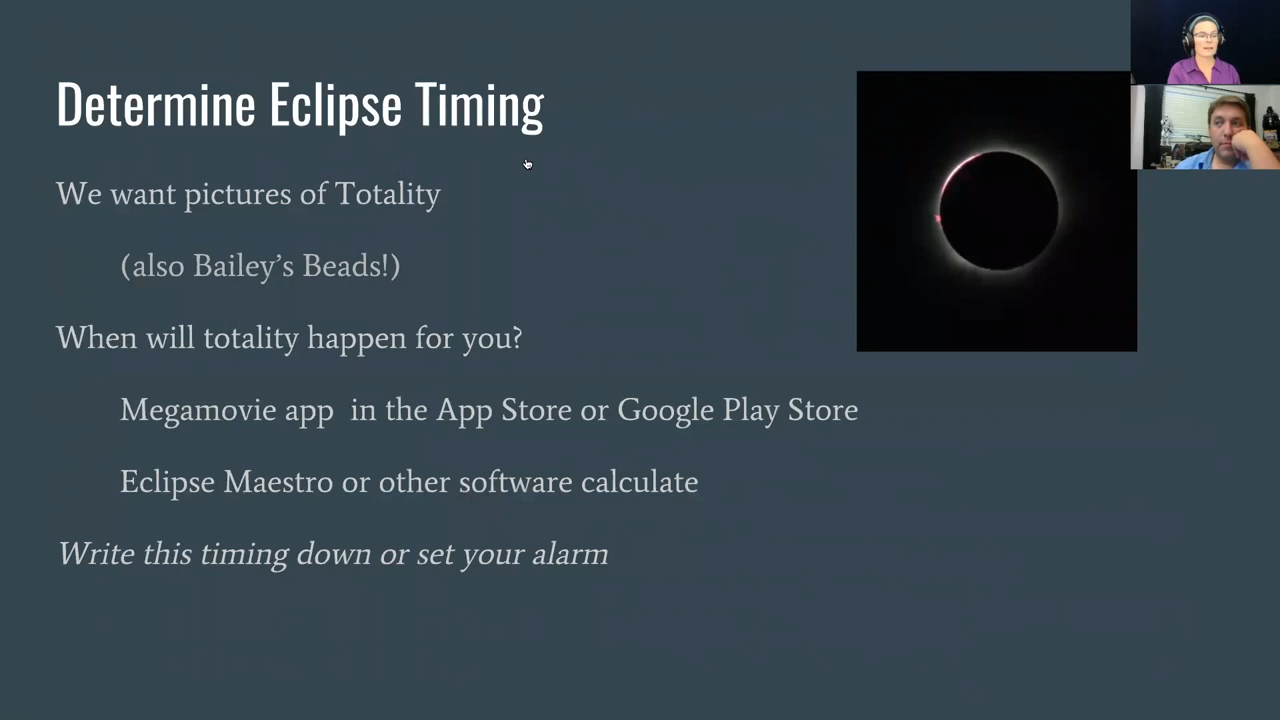 Determine Eclipse Timing
We want pictures of Totality
(also Bailey’s Beads!)
When will totality happen for you?
Megamovie app  in the App Store or Google Play Store
Eclipse Maestro or other software calculate
Write this timing down or set your alarm